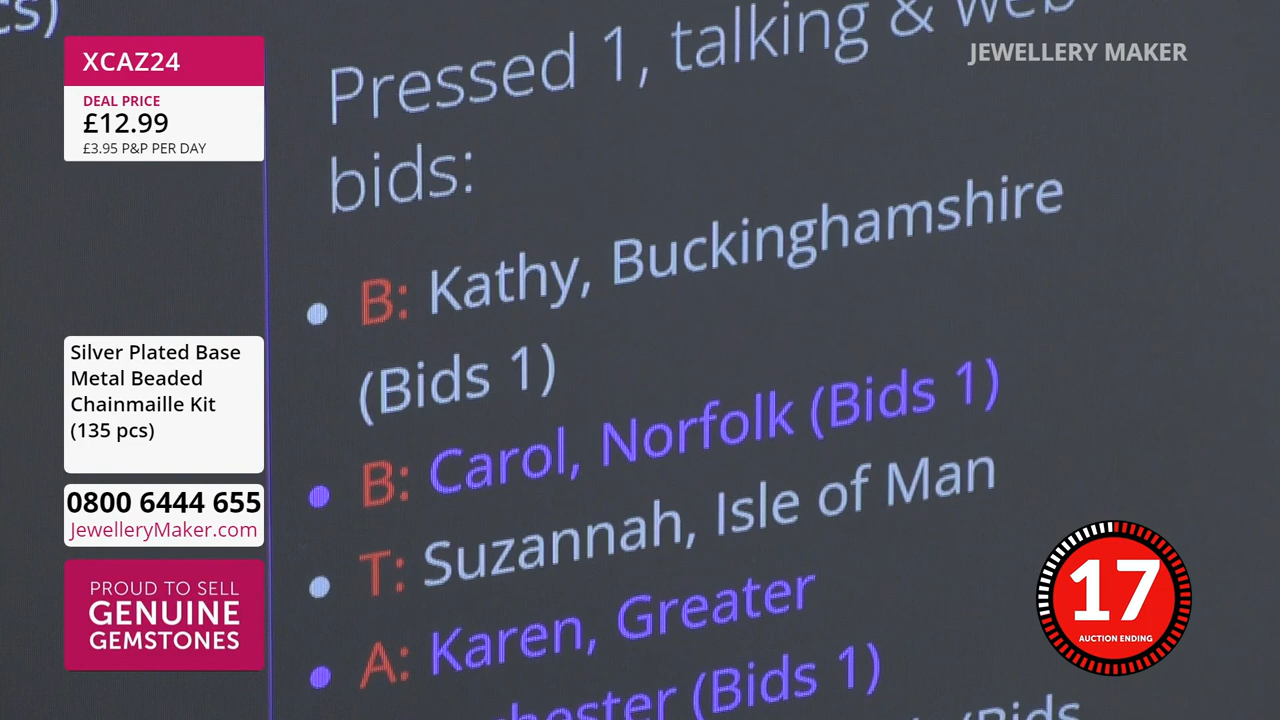 XCAZ24
DEAL PRICE
£12.99
£3.95 P&P PER DAY
Silver Plated Base
Metal Beaded
Chainmaille Kit
(135 pcs)
0800 6444 655
JewelleryMaker.com
PROUD TO SELL
GENUINE
GEMSTONES
JEWELLERY MAKER
Pressed 1, talking & web
bids:
• B: Kathy, Buckinghamshire
(Bids 1)
• B: Carol, Norfolk (Bids 1)
• T: Suzannah, Isle of Man
• A: Karen, Greater
(Bids 1)
(Bids
17
AUCTION ENDING